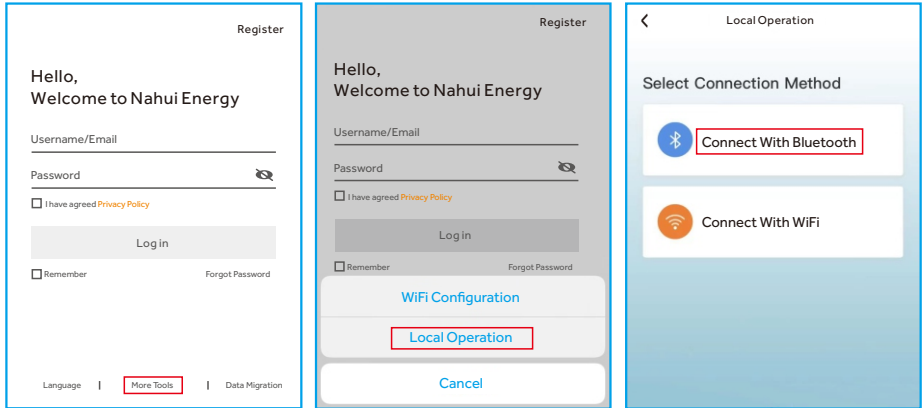 Register
Hello,
Welcome to Nahui Energy
Username/Email
Password
I have agreed Privacy Policy
Log in
Remember Forgot Password
Language | More Tools | Data Migration
Register
Hello,
Welcome to Nahui Energy
Username/Email
Password
I have agreed Privacy Policy
Log in
Remember Forgot Password
WiFi Configuration
Local Operation
Cancel
Local Operation
Select Connection Method
Connect With Bluetooth
Connect With WiFi